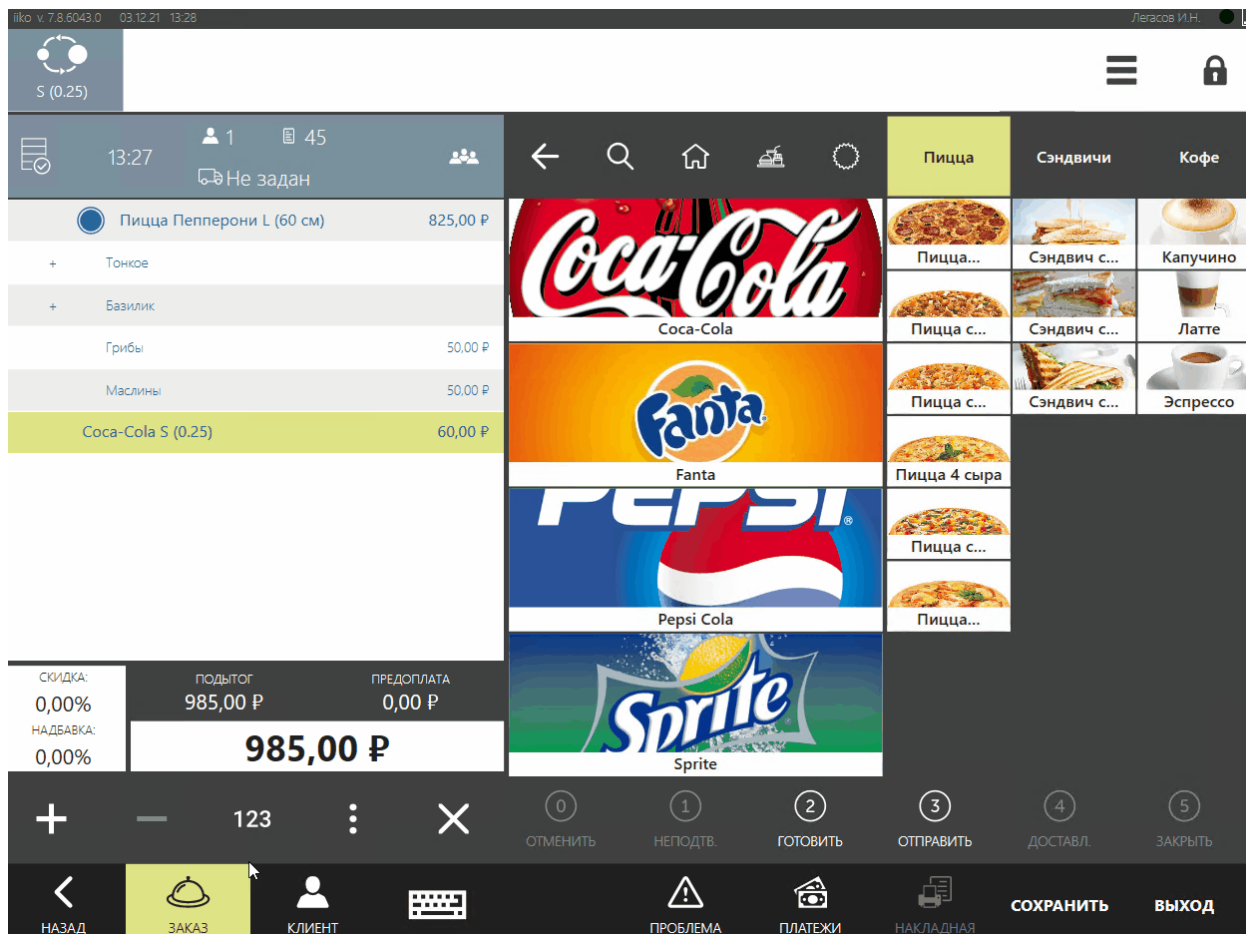 iiko v. 7.8.6043.0 03.12.21 13:28 Легасов И.Н.
S (0.25)
13:27 1 45
Не задан
Пицца Сэндвичи Кофе
Пицца Пепперони L (60 см) 825,00 ₽
+ Тонкое
+ Базилик
Грибы 50,00 ₽
Маслины 50,00 ₽
Coca-Cola S (0.25) 60,00 ₽
Coca-Cola
Coca-Cola
Fanta
Fanta
PEPSI
Pepsi Cola
Sprite
Sprite
Пицца... Сэндвич с... Капучино
Пицца с... Сэндвич с... Латте
Пицца с... Сэндвич с... Эспрессо
Пицца 4 сыра
Пицца с...
Пицца...
СКИДКА: ПОДЫТОГ ПРЕДОПЛАТА
0,00% 985,00 ₽ 0,00 ₽
НАДБАВКА:
0,00% 985,00 ₽
123
0 1 2 3 4 5
ОТМЕНИТЬ НЕПОДТВ. ГОТОВИТЬ ОТПРАВИТЬ ДОСТАВЛ. ЗАКРЫТЬ
НАЗАД ЗАКАЗ КЛИЕНТ ПРОБЛЕМА ПЛАТЕЖИ НАКЛАДНАЯ СОХРАНИТЬ ВЫХОД